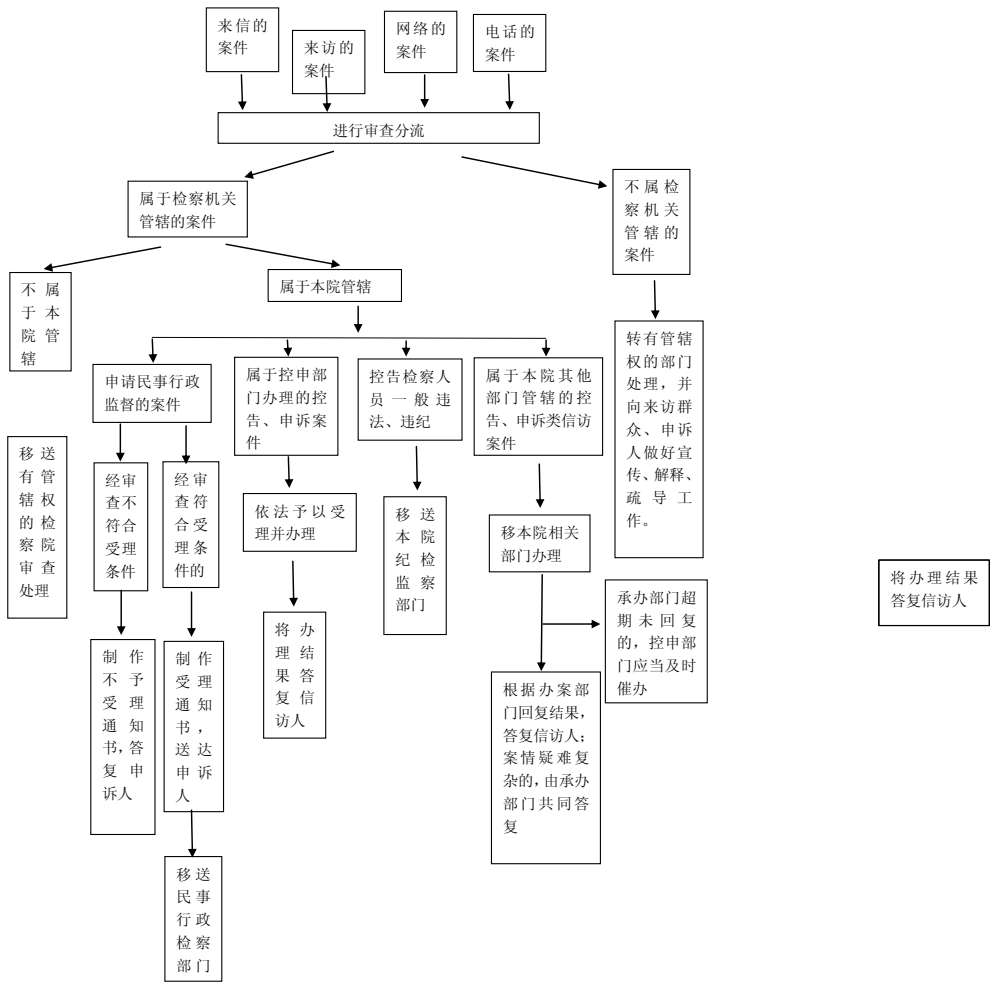 来信的
案件
来访的
案件
网络的
案件
电话的
案件
进行审查分流
属于检察机关
管辖的案件
不属检
察机关
管辖的
案件
不属
于本
院管
辖
属于本院管辖
转有管辖
权的部门
处理，并
向来访群
众、申诉
人做好宣
传、解释、
疏导工
作。
申请民事行政
监督的案件
属于控申部
门办理的控
告、申诉案
件
控告检察人
员一般违
法、违纪
属于本院其他
部门管辖的控
告、申诉类信访
案件
移送
有管
辖权
的检
察院
审查
处理
经审
查不
符合
受理
条件
经审
查符
合受
理条
件的
依法予以受
理并办理
移送
本院
纪检
监察
部门
移本院相关
部门办理
将办理结果
答复信访人
承办部门超
期未回复
的，控申部
门应当及时
催办
制作
不予
受理
通知
书，答
复申
诉人
制作
受理
通知
书，
送达
申诉
人
将办
理结
果答
复信
访人
根据办案部
门回复结果，
答复信访人；
案情疑难复
杂的，由承办
部门共同答
复
移送
民事
行政
检察
部门